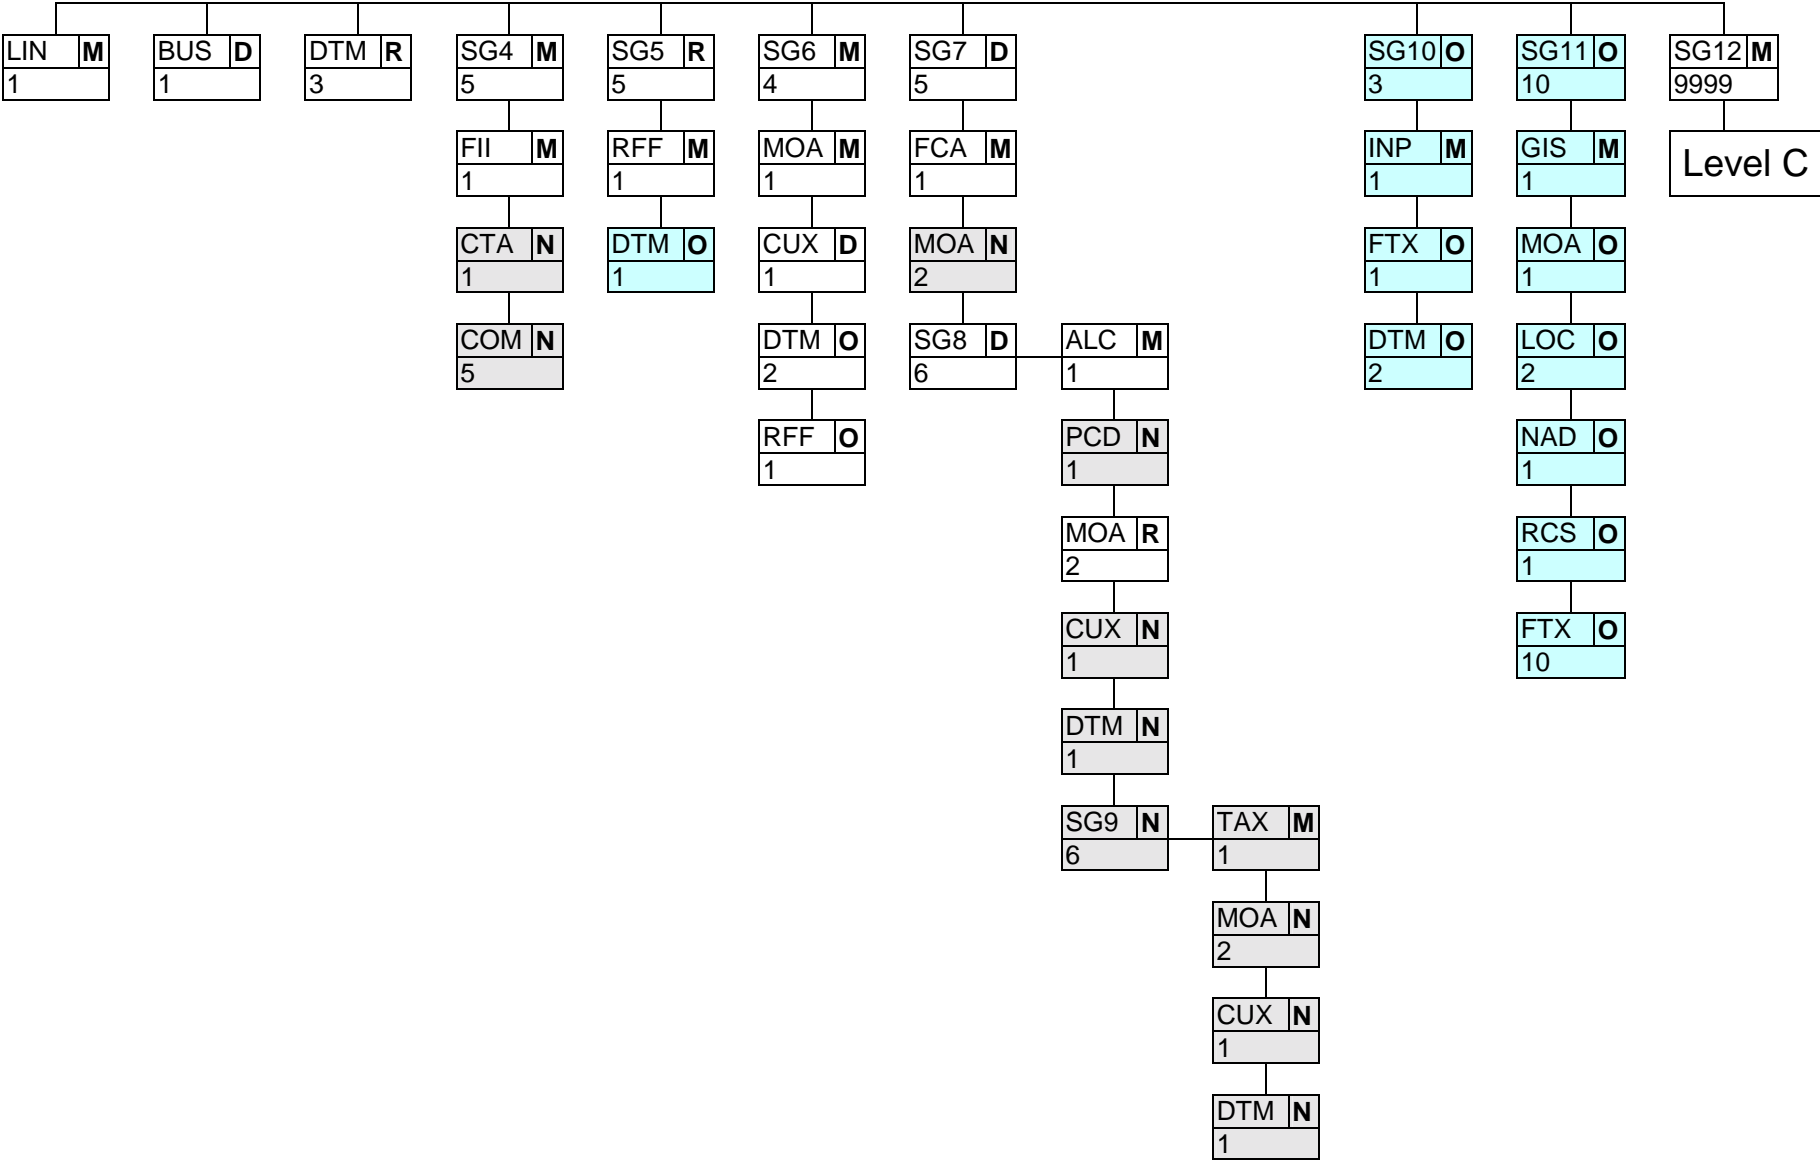 LIN M BUS D DTM R SG4 M SG5 R SG6 M SG7 D SG10 O SG11 O SG12 M
1 1 3 5 5 4 5 3 10 9999
FII M RFF M MOA M FCA M INP M GIS M Level C
1 1 1 1 1 1
CTA N DTM O CUX D MOA N FTX O MOA O
1 1 1 2 1 1
COM N DTM O SG8 D ALC M DTM O LOC O
5 2 6 1 2 2
RFF O PCD N NAD O
1 1 1
MOA R RCS O
2 1
CUX N FTX O
1 10
DTM N
1
SG9 N TAX M
6 1
MOA N
2
CUX N
1
DTM N
1